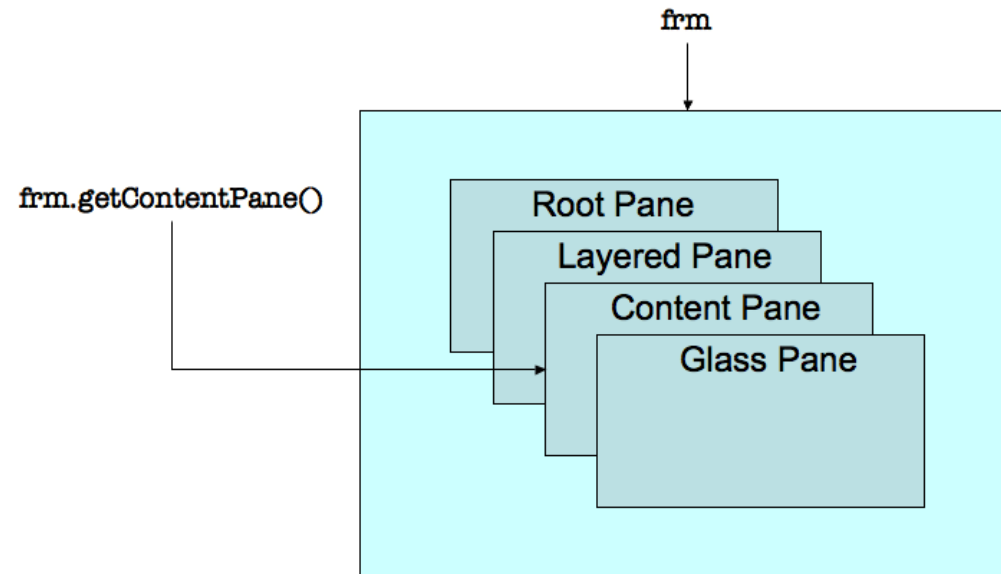 frm
frm.getContentPane()
Root Pane
Layered Pane
Content Pane
Glass Pane